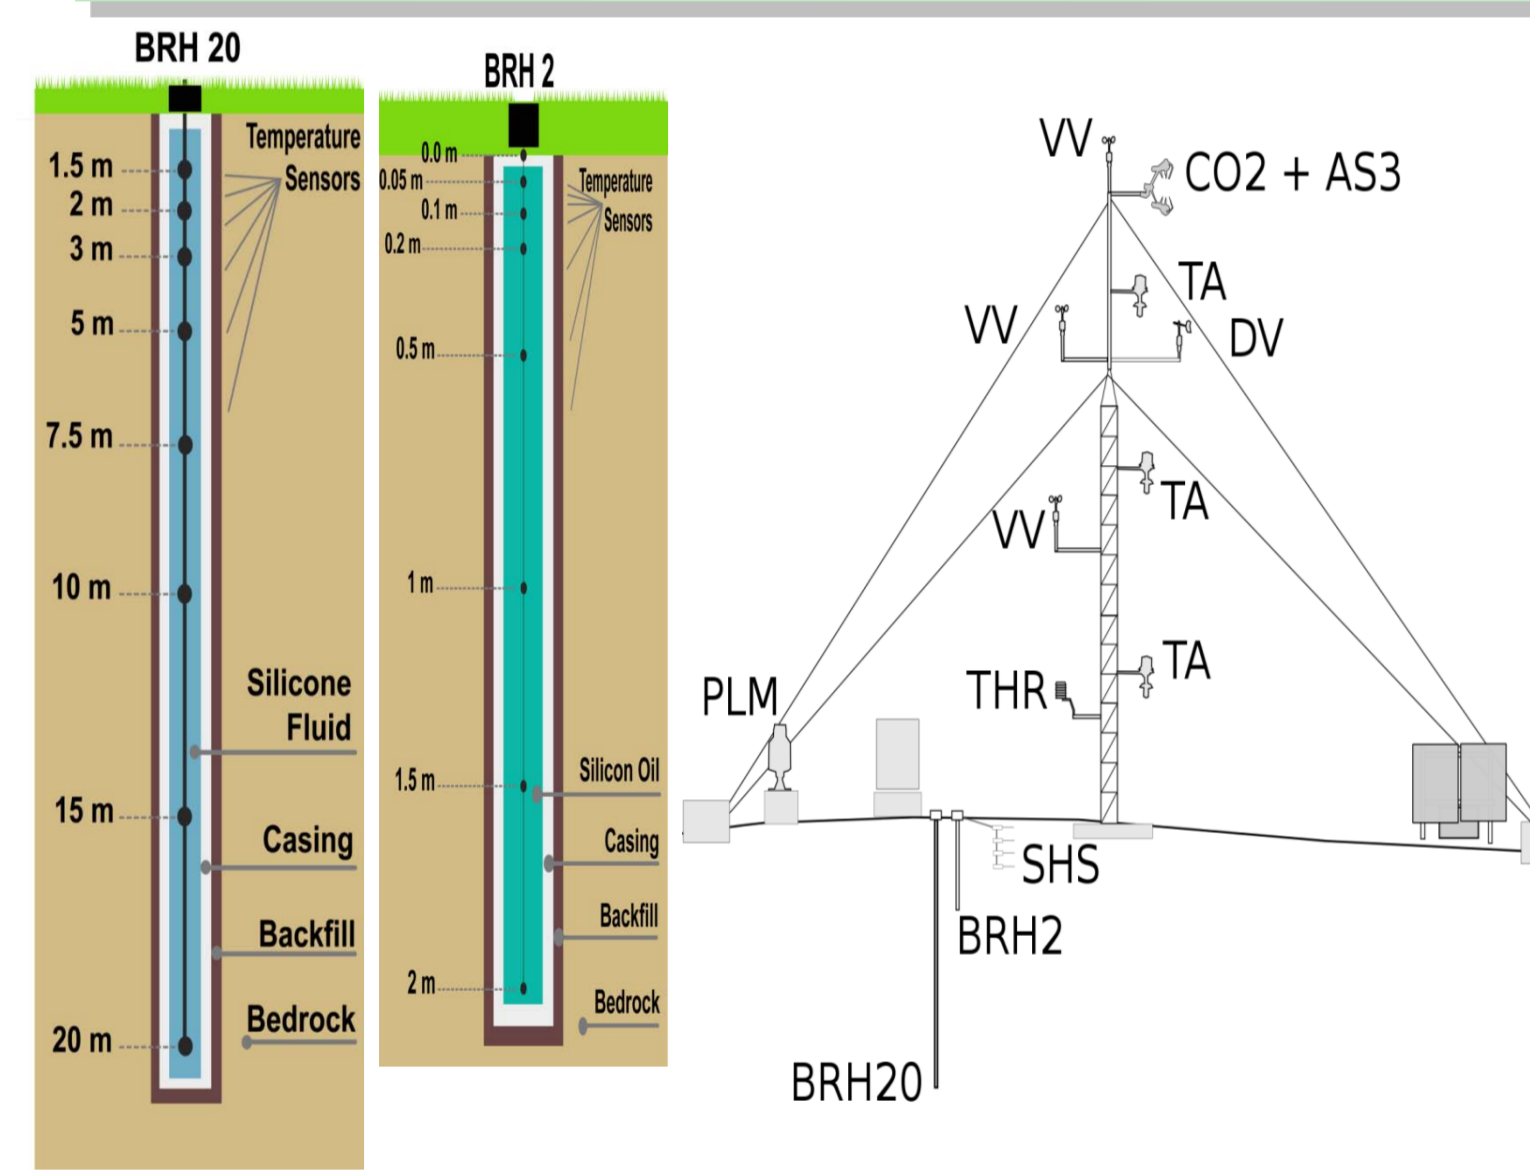 BRH 20
Temperature
Sensors
1.5 m
2 m
3 m
5 m
7.5 m
10 m
Silicone
Fluid
15 m
Casing
Backfill
Bedrock
20 m
BRH 2
0.0 m
0.05 m
Temperature
Sensors
0.1 m
0.2 m
0.5 m
1 m
1.5 m
Silicon Oil
Casing
Backfill
2 m
Bedrock
VV
CO2 + AS3
TA
VV
DV
TA
VV
TA
THR
PLM
SHS
BRH2
BRH20